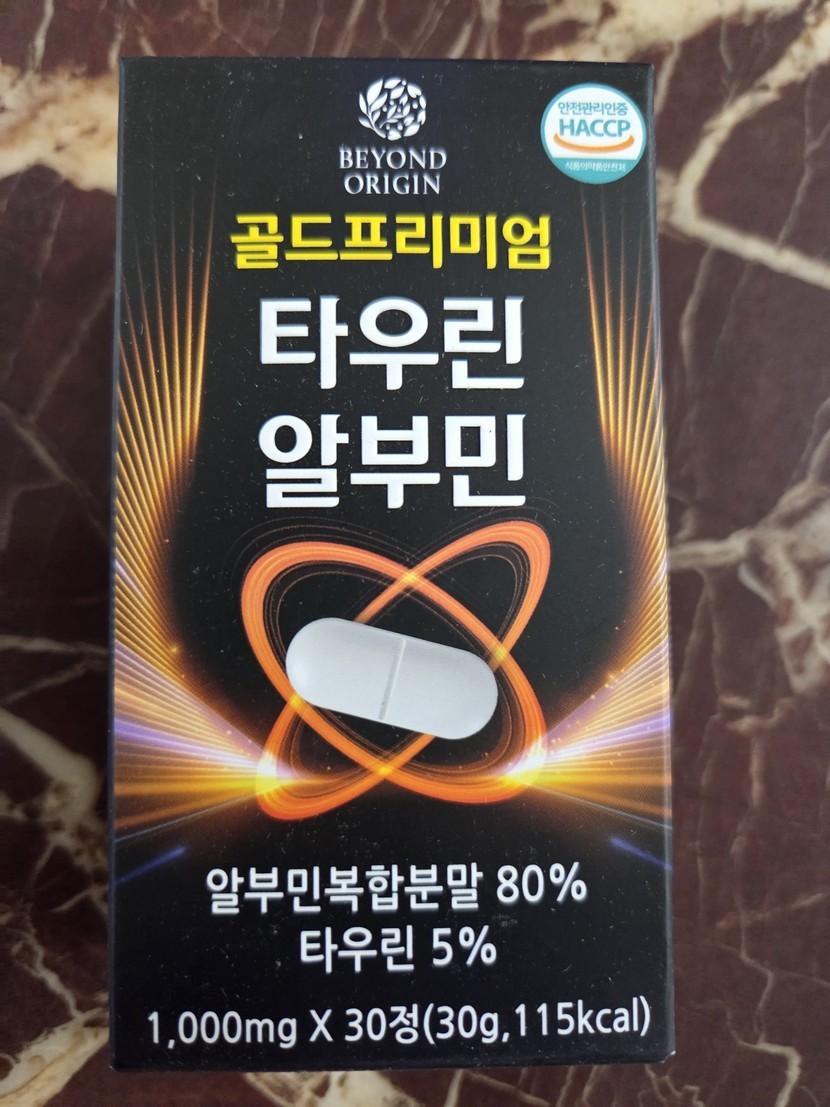 BEYOND
ORIGIN
안전관리인증
HACCP
식품의약품안전처
골드프리미엄
타우린
알부민
알부민복합분말 80%
타우린 5%
1,000mg X 30정(30g,115kcal)